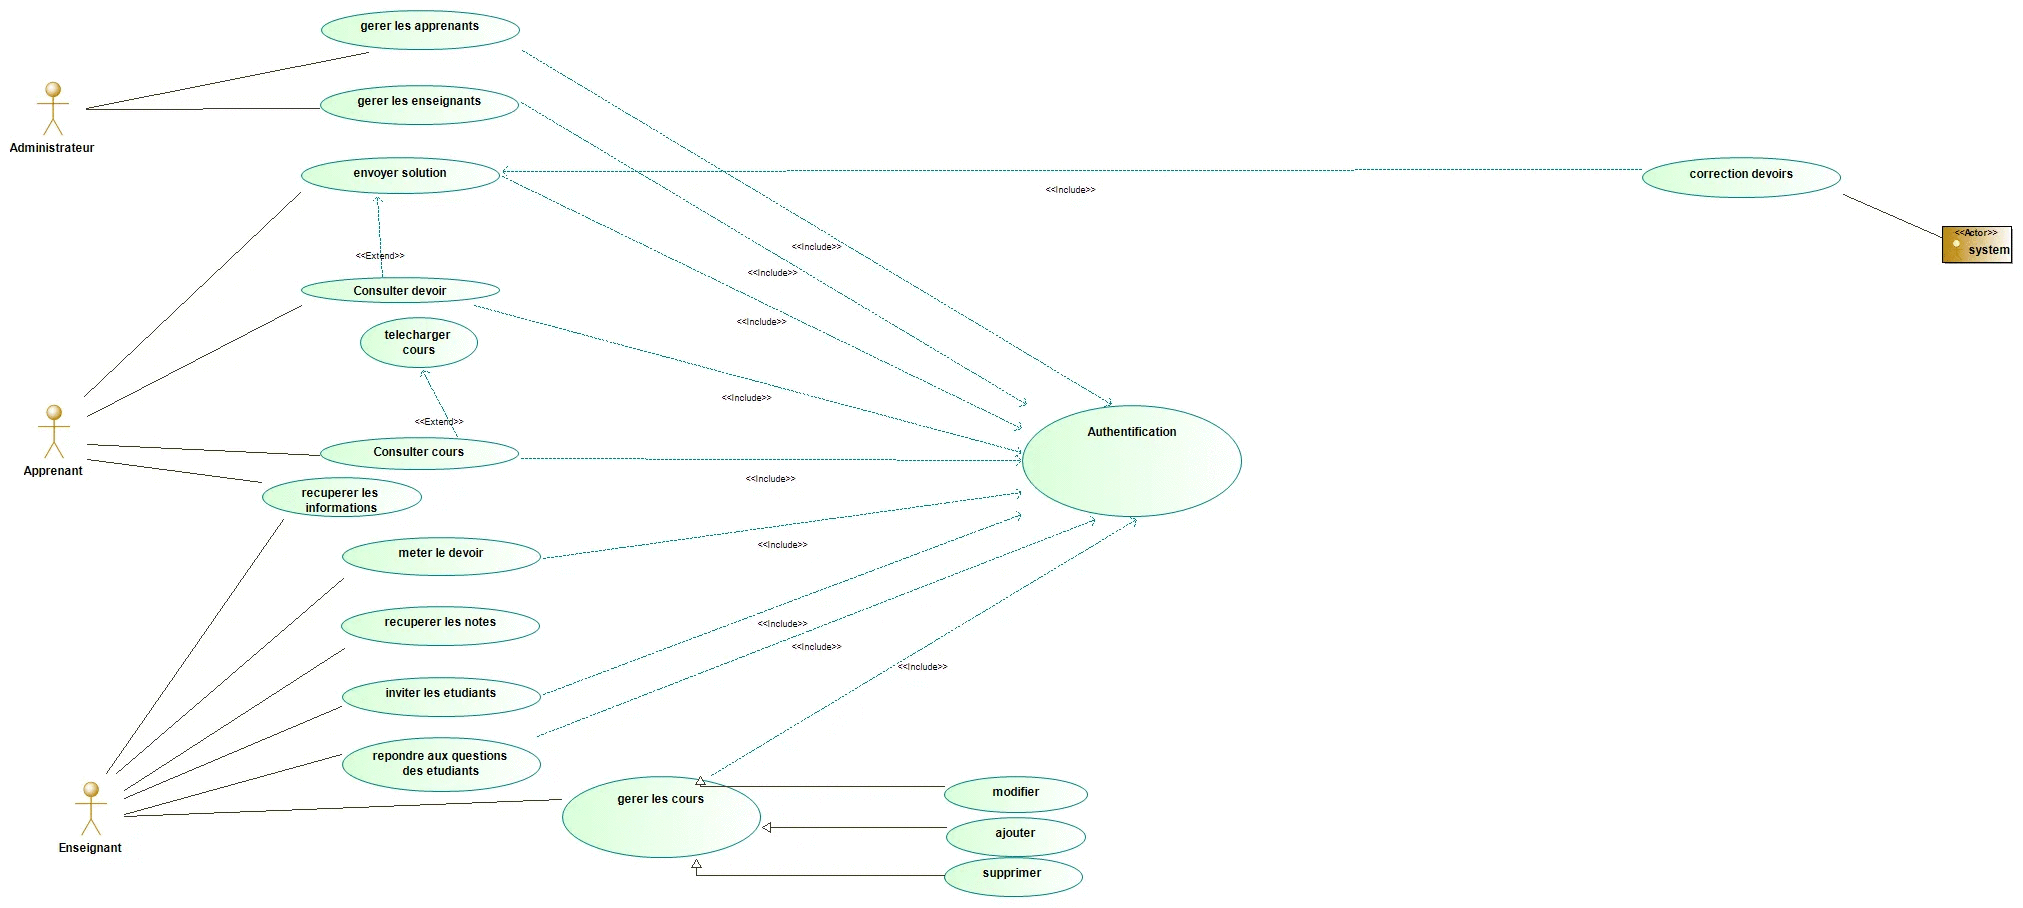 gerer les apprenants
gerer les enseignants
Administrateur
envoyer solution
<<Include>>
correction devoirs
<<Actor>>
system
<<Include>>
<<Extend>>
<<Include>>
Consulter devoir
<<Include>>
telecharger
cours
<<Include>>
<<Extend>>
Authentification
Consulter cours
Apprenant
<<Include>>
recuperer les
informations
meter le devoir
<<Include>>
recuperer les notes
<<Include>>
<<Include>>
<<Include>>
inviter les etudiants
repondre aux questions
des etudiants
gerer les cours
modifier
ajouter
Enseignant
supprimer